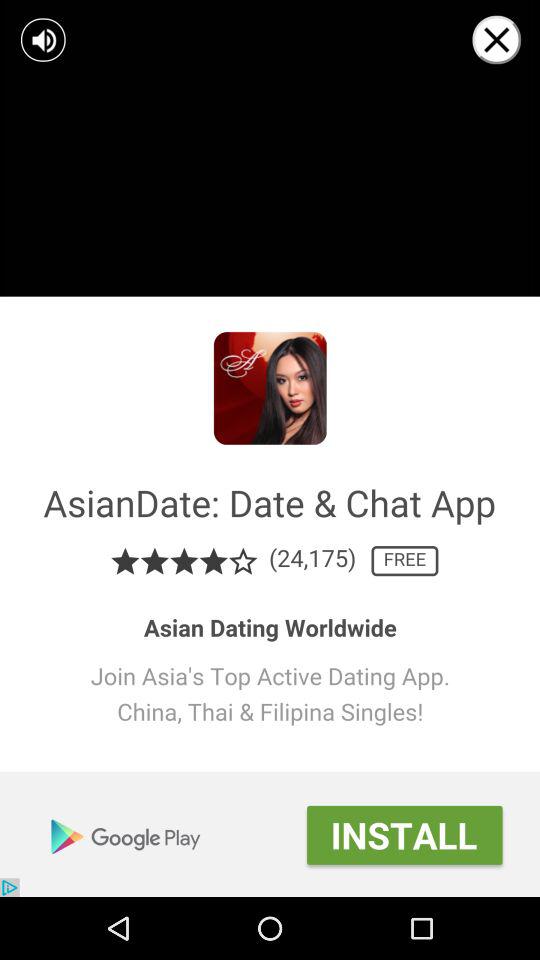 A
AsianDate: Date & Chat App
(24,175) FREE
Asian Dating Worldwide
Join Asia's Top Active Dating App.
China, Thai & Filipina Singles!
Google Play
INSTALL